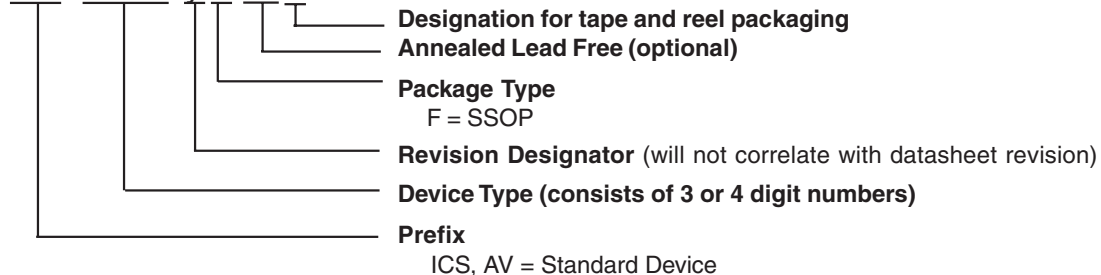 Designation for tape and reel packaging
Annealed Lead Free (optional)
Package Type
F = SSOP
Revision Designator (will not correlate with datasheet revision)
Device Type (consists of 3 or 4 digit numbers)
Prefix
ICS, AV = Standard Device